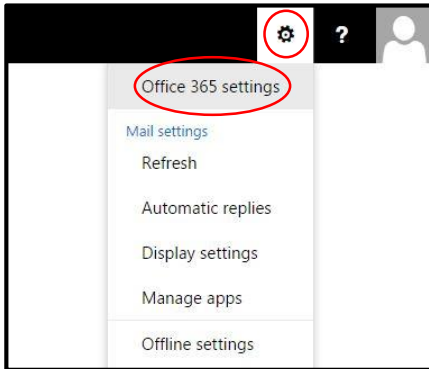 ?
Office 365 settings
Mail settings
Refresh
Automatic replies
Display settings
Manage apps
Offline settings